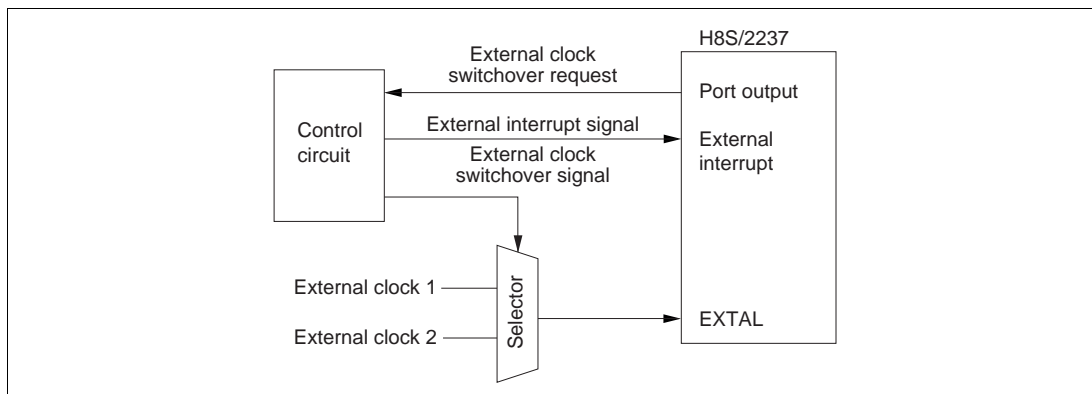 H8S/2237
External clock
switchover request
Port output
Control
circuit
External interrupt signal
External
interrupt
External clock
switchover signal
External clock 1
External clock 2
Selector
EXTAL